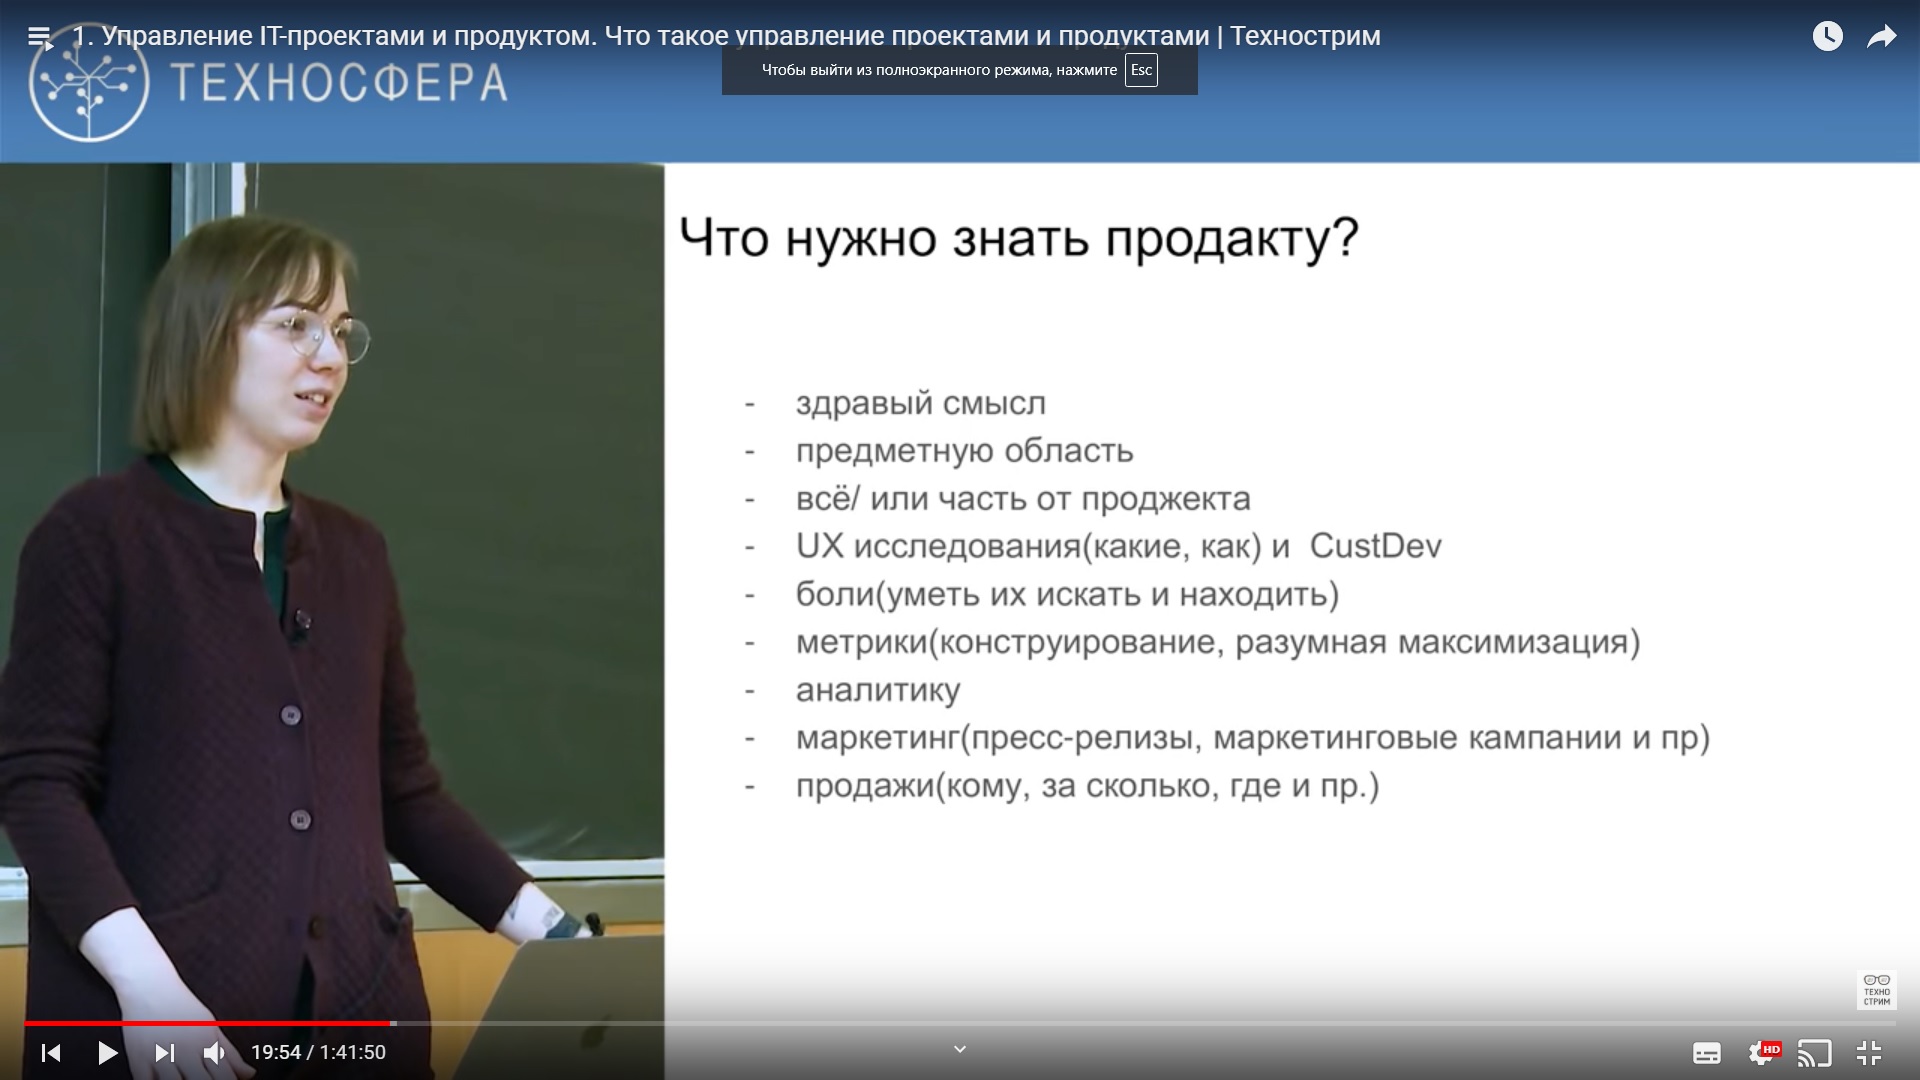 1. Управление IT-проектами и продуктом. Что такое управление проектами и продуктами | Технострим
Чтобы выйти из полноэкранного режима, нажмите Esc
ТЕХНОСФЕРА
Что нужно знать продакту?
- здравый смысл
- предметную область
- всё/ или часть от проджекта
- UX исследования(какие, как) и CustDev
- боли(уметь их искать и находить)
- метрики(конструирование, разумная максимизация)
- аналитику
- маркетинг(пресс-релизы, маркетинговые кампании и пр)
- продажи(кому, за сколько, где и пр.)
ТЕХНО
СТРИМ
19:54 / 1:41:50
HD